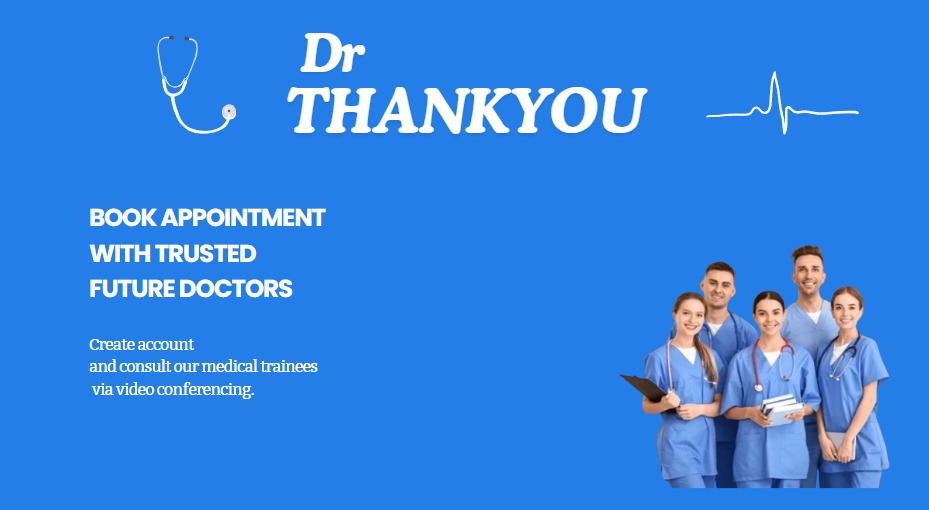 Dr
THANKYOU
BOOK APPOINTMENT
WITH TRUSTED
FUTURE DOCTORS
Create account
and consult our medical trainees
via video conferencing.